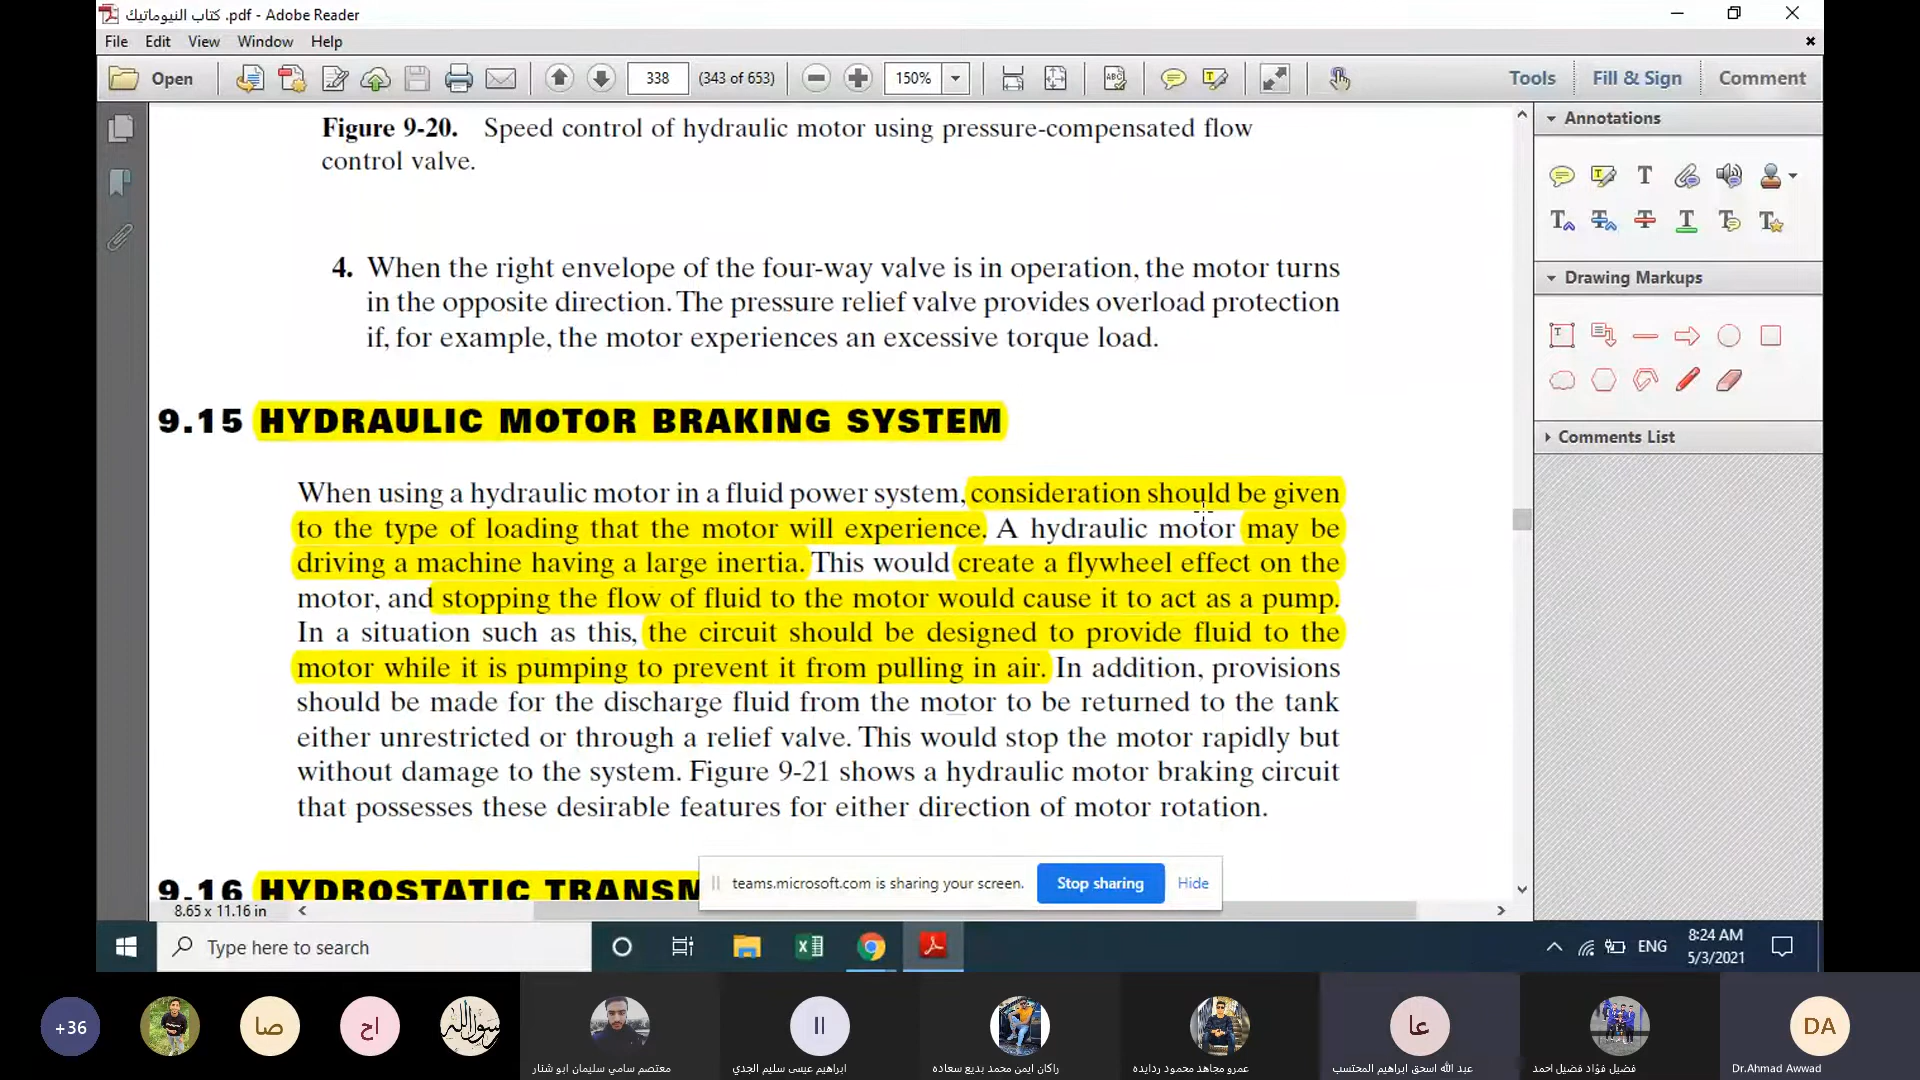 كتاب النيوماتيك .pdf - Adobe Reader
File Edit View Window Help
Open 338 (343 of 653) 150% Tools Fill & Sign Comment
Figure 9-20. Speed control of hydraulic motor using pressure-compensated flow
control valve.
4. When the right envelope of the four-way valve is in operation, the motor turns
in the opposite direction. The pressure relief valve provides overload protection
if, for example, the motor experiences an excessive torque load.
9.15 HYDRAULIC MOTOR BRAKING SYSTEM
When using a hydraulic motor in a fluid power system, consideration should be given
to the type of loading that the motor will experience. A hydraulic motor may be
driving a machine having a large inertia. This would create a flywheel effect on the
motor, and stopping the flow of fluid to the motor would cause it to act as a pump.
In a situation such as this, the circuit should be designed to provide fluid to the
motor while it is pumping to prevent it from pulling in air. In addition, provisions
should be made for the discharge fluid from the motor to be returned to the tank
either unrestricted or through a relief valve. This would stop the motor rapidly but
without damage to the system. Figure 9-21 shows a hydraulic motor braking circuit
that possesses these desirable features for either direction of motor rotation.
9.16 HYDROSTATIC TRANSM
Annotations
Drawing Markups
Comments List
teams.microsoft.com is sharing your screen. Stop sharing Hide
8.65 x 11.16 in
Type here to search
ENG
8:24 AM
5/3/2021
+36
صا
اح
II
عا
DA
معتصم سامي سليمان ابو شنار
ابراهيم عيسى سليم الجدي
راكان ايمن محمد بديع سعاده
عمرو مجاهد محمود ردايده
عبد الله اسحق ابراهيم المحتسب
فضيل فؤاد فضيل احمد
Dr.Ahmad Awwad